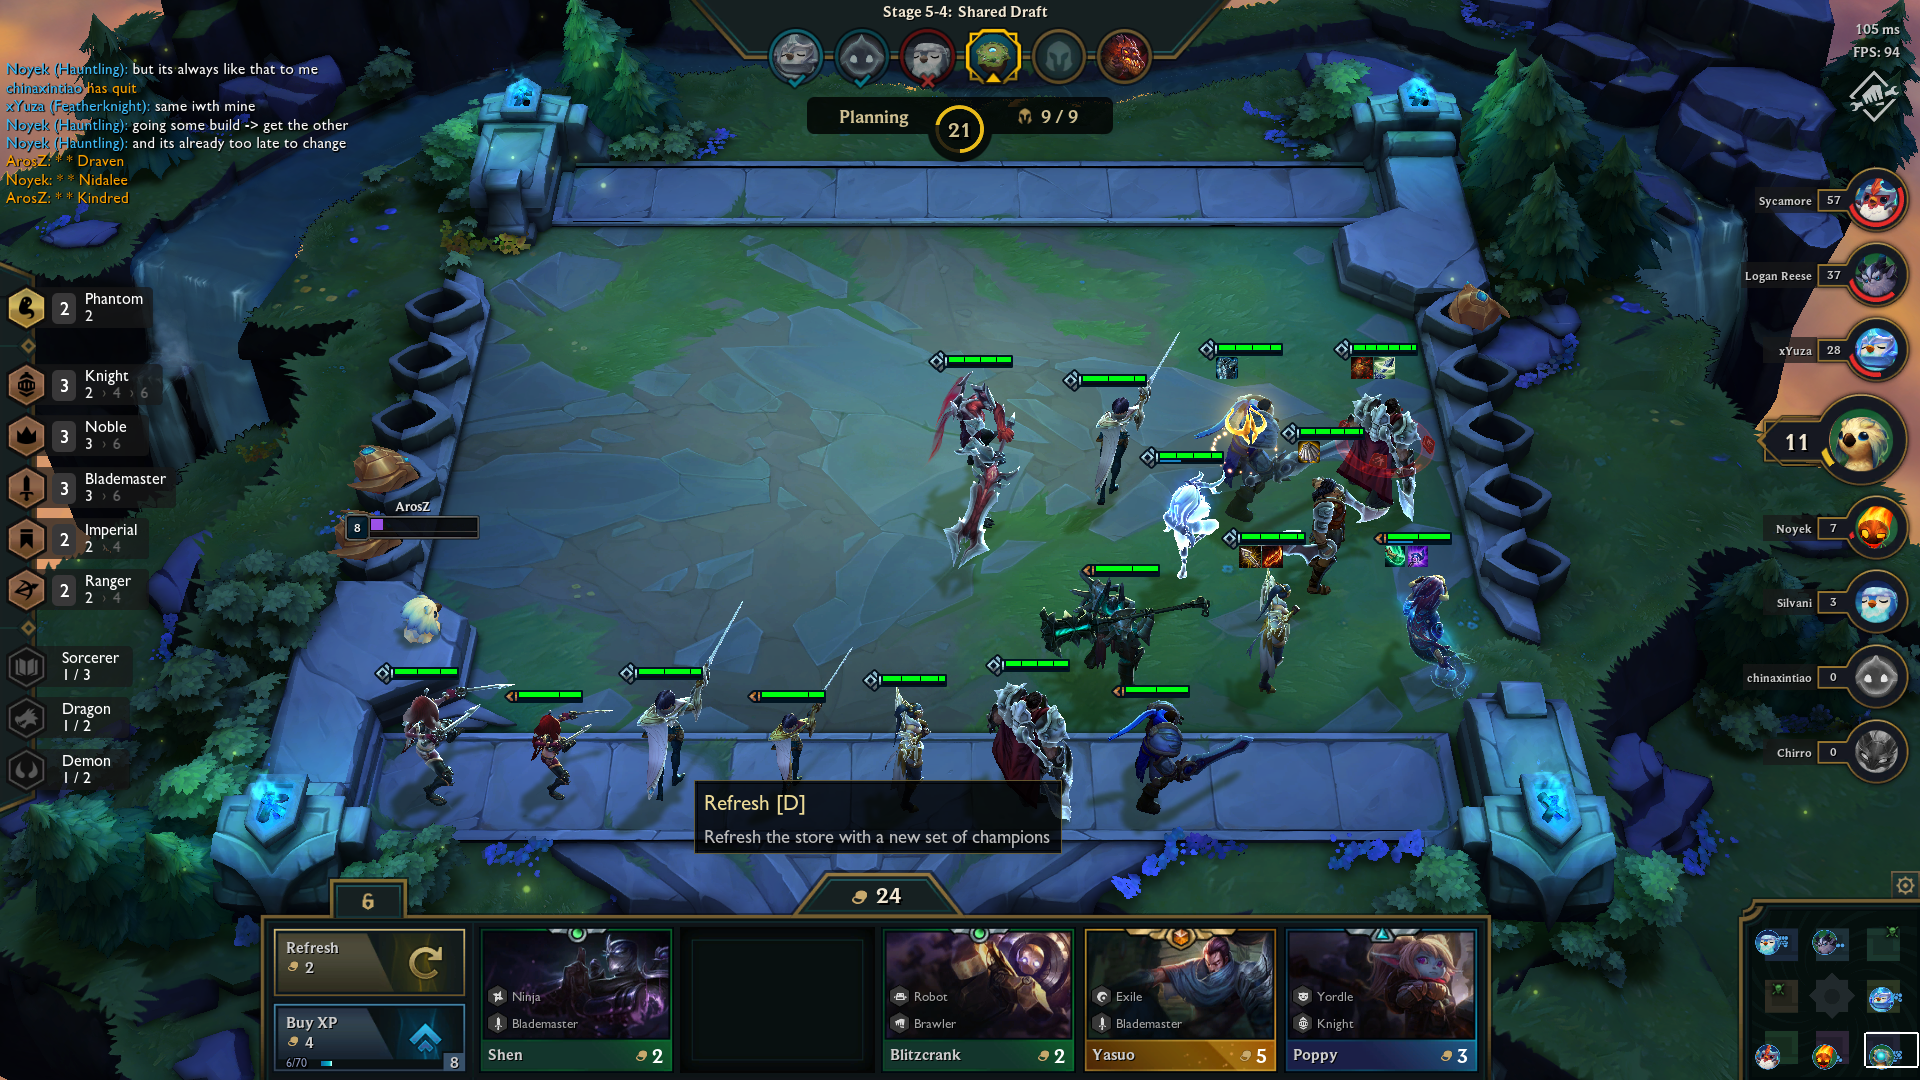 Stage 5-4: Shared Draft
105 ms
FPS: 94
Noyek (Hauntling): but its always like that to me
chinaxintiao has quit
xYuza (Featherknight): same iwth mine
Noyek (Hauntling): going some build -> get the other
Noyek (Hauntling): and its already too late to change
ArosZ: * * Draven
Noyek: * * Nidalee
ArosZ: * * Kindred
Planning
21
9 / 9
Sycamore 57
Logan Reese 37
xYuza 28
11
Noyek 7
Silvani 3
chinaxintiao 0
Chirro 0
2 Phantom
2
3 Knight
2 › 4 › 6
3 Noble
3 › 6
3 Blademaster
3 › 6
2 Imperial
2 › 4
2 Ranger
2 › 4
Sorcerer
1 / 3
Dragon
1 / 2
Demon
1 / 2
ArosZ
8
Refresh [D]
Refresh the store with a new set of champions
6
24
Refresh
2
Buy XP
4
6/70
8
Ninja
Blademaster
Shen 2
Robot
Brawler
Blitzcrank 2
Exile
Blademaster
Yasuo 5
Yordle
Knight
Poppy 3